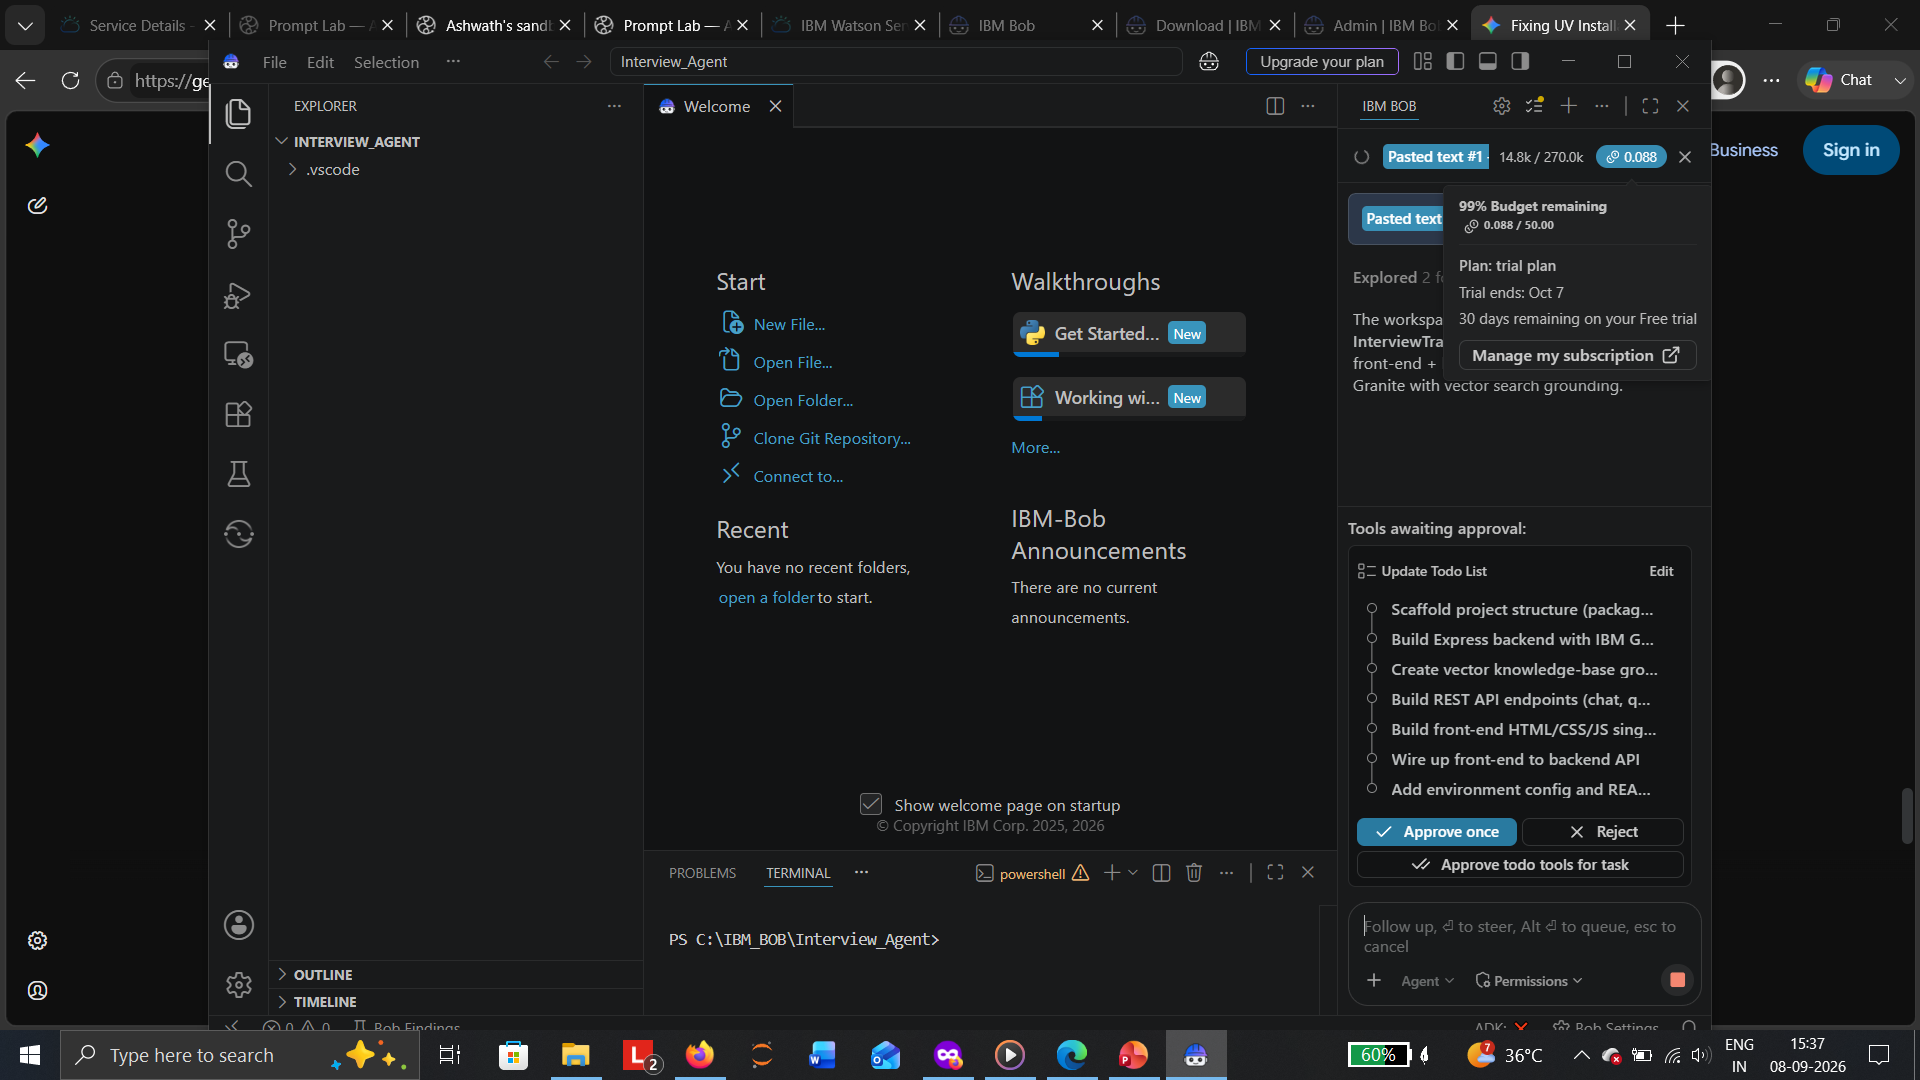 Service Details -
Prompt Lab — A
Ashwath's sandb
Prompt Lab — A
IBM Watson Ser
IBM Bob
Download | IBM
Admin | IBM Bo
Fixing UV Install
https://ge
Chat
Business
Sign in
File
Edit
Selection
Interview_Agent
Upgrade your plan
EXPLORER
INTERVIEW_AGENT
.vscode
OUTLINE
TIMELINE
Welcome
Start
New File...
Open File...
Open Folder...
Clone Git Repository...
Connect to...
Recent
You have no recent folders,
open a folder to start.
Walkthroughs
Get Started... New
Working wi... New
More...
IBM-Bob
Announcements
There are no current
announcements.
Show welcome page on startup
© Copyright IBM Corp. 2025, 2026
PROBLEMS
TERMINAL
powershell
PS C:\IBM_BOB\Interview_Agent>
IBM BOB
Pasted text #1 14.8k / 270.0k 0.088
Pasted text
99% Budget remaining
0.088 / 50.00
Plan: trial plan
Trial ends: Oct 7
30 days remaining on your Free trial
Manage my subscription
Explored 2 f
The workspa
InterviewTra
front-end +
Granite with vector search grounding.
Tools awaiting approval:
Update Todo List Edit
Scaffold project structure (packag...
Build Express backend with IBM G...
Create vector knowledge-base gro...
Build REST API endpoints (chat, q...
Build front-end HTML/CSS/JS sing...
Wire up front-end to backend API
Add environment config and REA...
Approve once
Reject
Approve todo tools for task
Follow up, ⏎ to steer, Alt ⏎ to queue, esc to
cancel
Agent
Permissions
0 0 Bob Findings
ADK: Bob Settings
Type here to search
L 2
60%
7
36°C
ENG
IN
15:37
08-09-2026